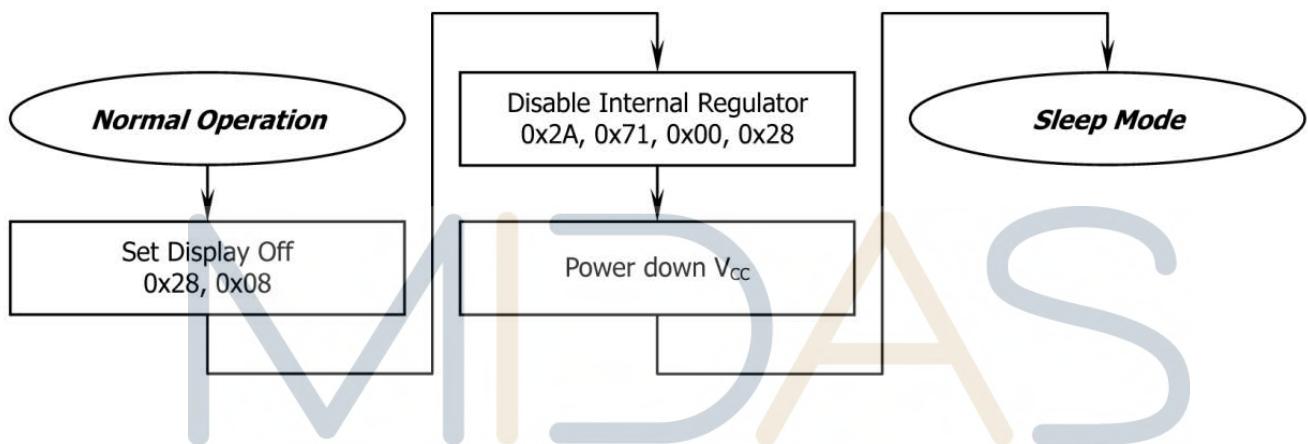 Normal Operation
Set Display Off
0x28, 0x08
Disable Internal Regulator
0x2A, 0x71, 0x00, 0x28
Power down VCC
Sleep Mode
MIDAS